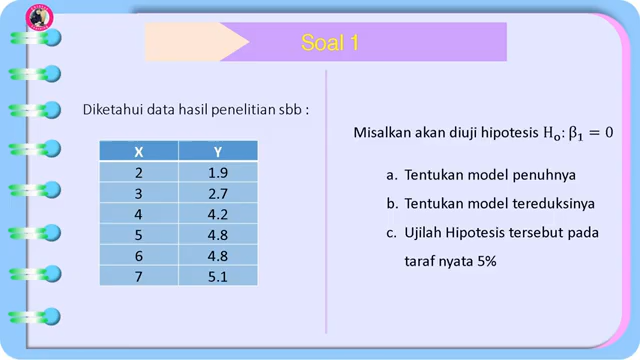 Soal 1
Diketahui data hasil penelitian sbb :
X Y
2 1.9
3 2.7
4 4.2
5 4.8
6 4.8
7 5.1
Misalkan akan diuji hipotesis H₀: β₁ = 0
a. Tentukan model penuhnya
b. Tentukan model tereduksinya
c. Ujilah Hipotesis tersebut pada
taraf nyata 5%